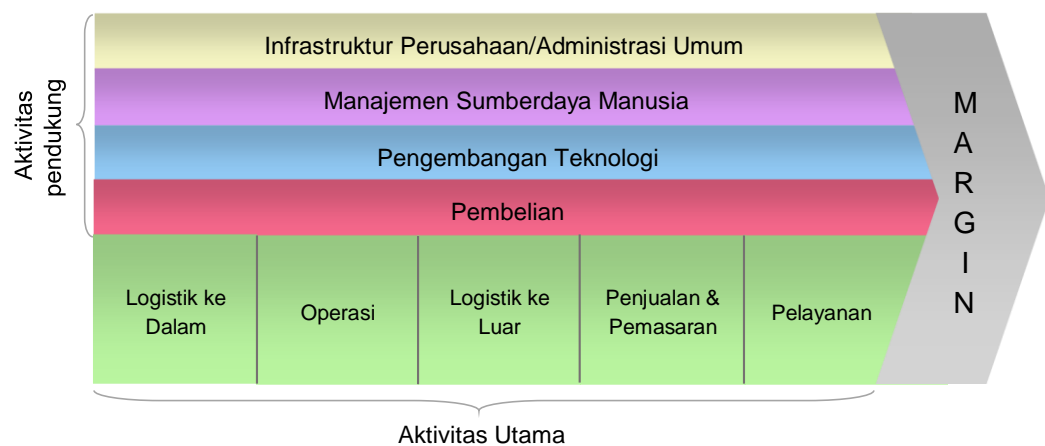 Aktivitas
pendukung
Infrastruktur Perusahaan/Administrasi Umum
Manajemen Sumberdaya Manusia
Pengembangan Teknologi
Pembelian
Logistik ke
Dalam
Operasi
Logistik ke
Luar
Penjualan &
Pemasaran
Pelayanan
MARGIN
Aktivitas Utama